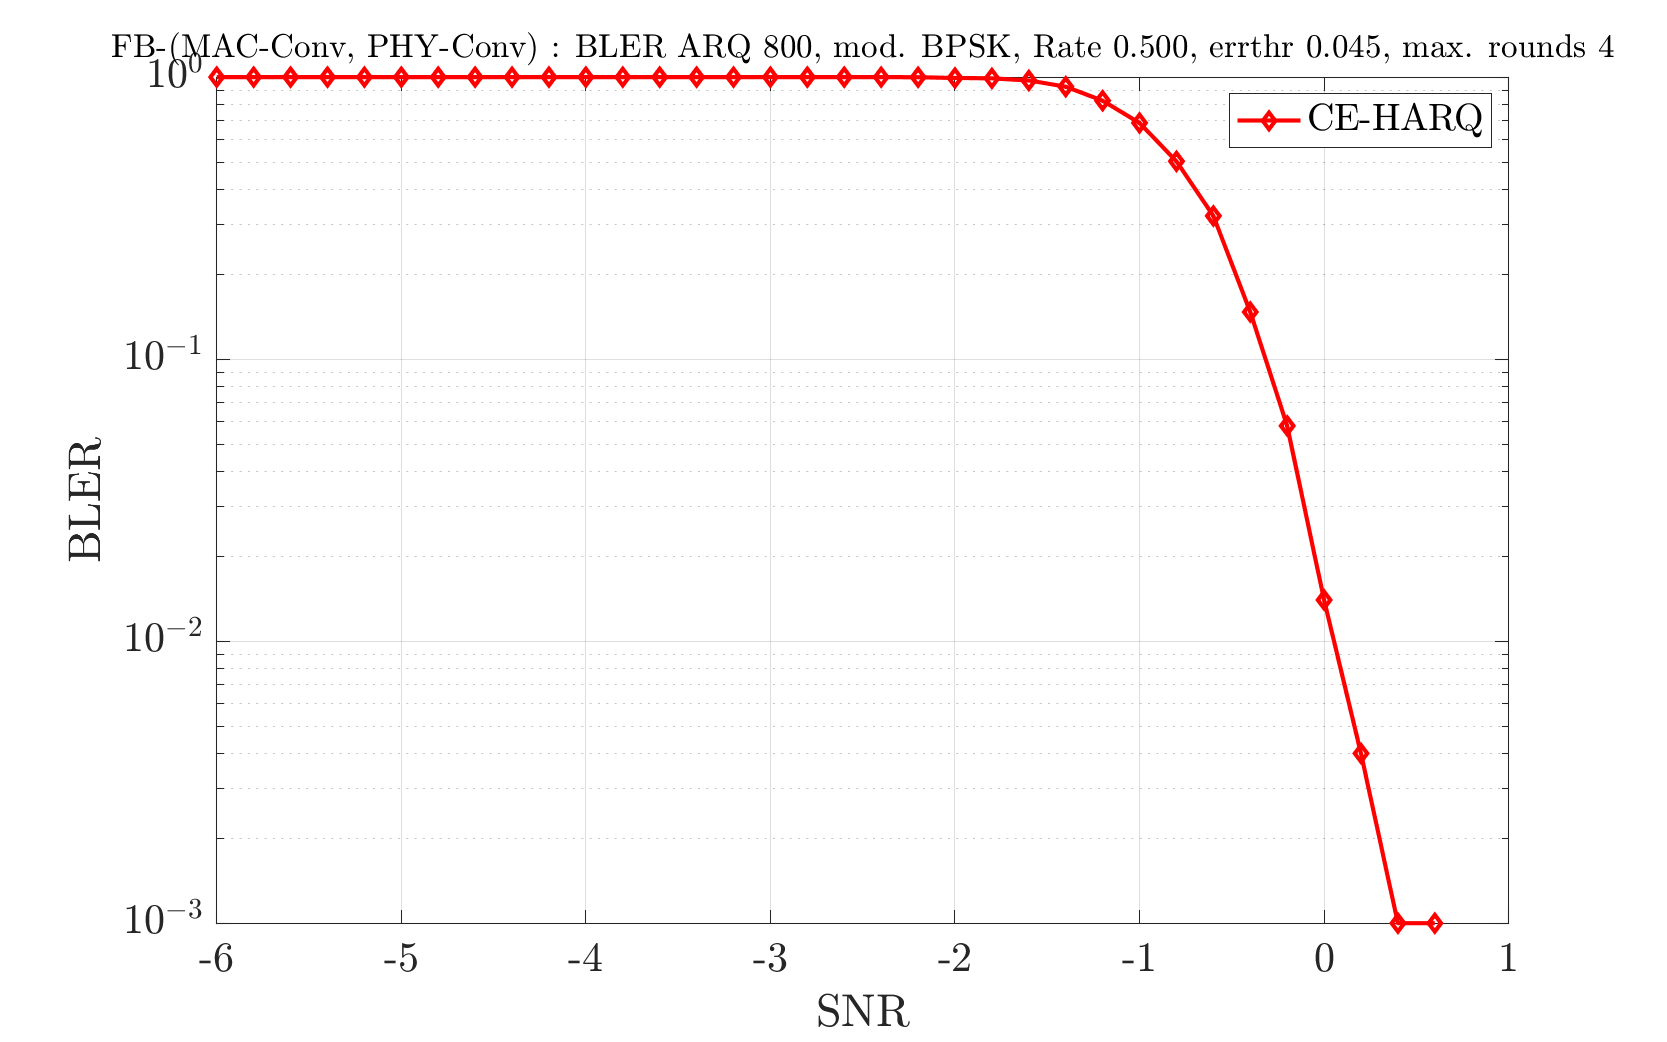 FB-(MAC-Conv, PHY-Conv) : BLER ARQ 800, mod. BPSK, Rate 0.500, errthr 0.045, max. rounds 4
10^0
CE-HARQ
10^{-1}
BLER
10^{-2}
10^{-3}
-6 -5 -4 -3 -2 -1 0 1
SNR